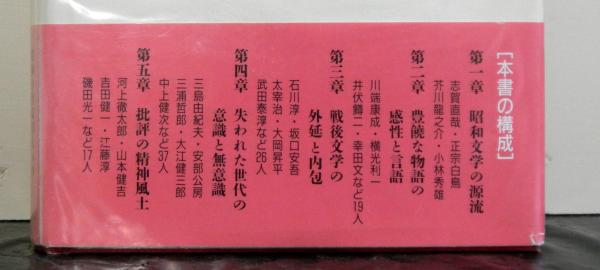 [本書の構成]
第一章 昭和文学の源流
志賀直哉・正宗白鳥
芥川龍之介・小林秀雄
第二章 豊饒な物語の
感性と言語
川端康成・横光利一
井伏鱒二・幸田文など19人
第三章 戦後文学の
外延と内包
石川淳・坂口安吾
太宰治・大岡昇平
武田泰淳など26人
第四章 失われた世代の
意識と無意識
三島由紀夫・安部公房
三浦哲郎・大江健三郎
中上健次など37人
第五章 批評の精神風土
河上徹太郎・山本健吉
吉田健一・江藤淳
磯田光一など17人